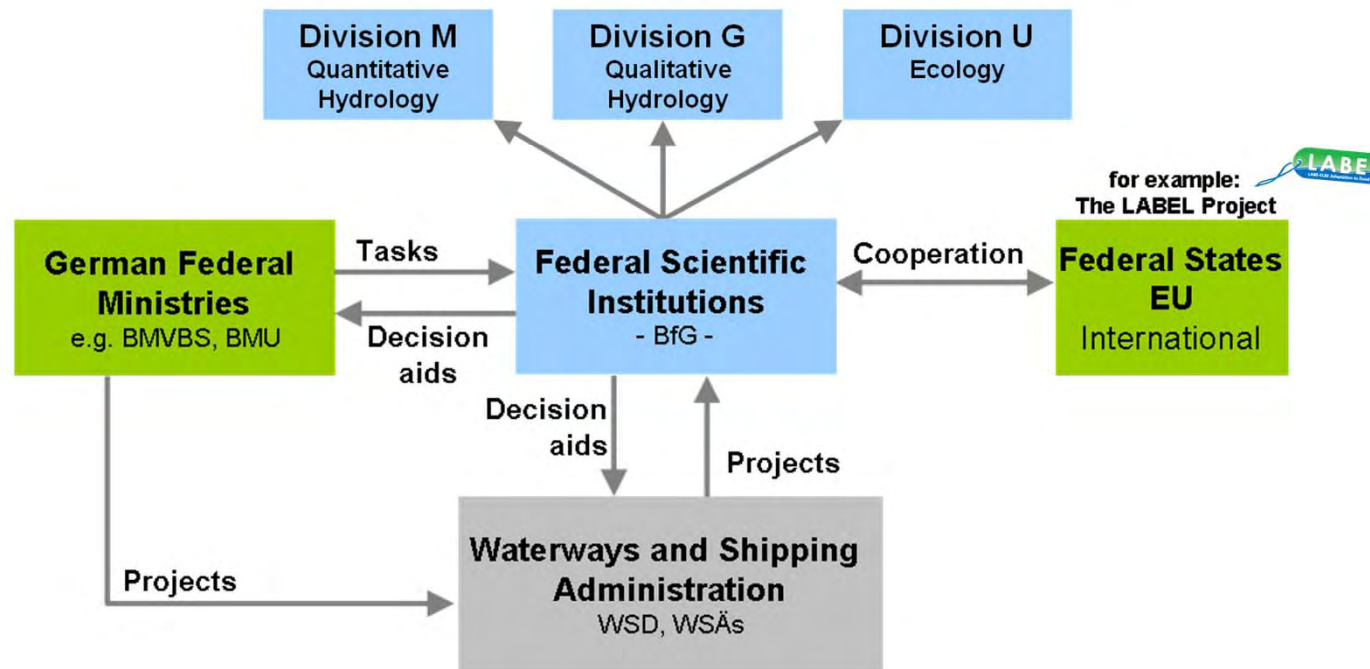 Division M
Quantitative
Hydrology
Division G
Qualitative
Hydrology
Division U
Ecology
for example:
The LABEL Project
LABE
German Federal
Ministries
e.g. BMVBS, BMU
Tasks
Decision
aids
Federal Scientific
Institutions
- BfG -
Cooperation
Federal States
EU
International
Decision
aids
Projects
Projects
Waterways and Shipping
Administration
WSD, WSÄs